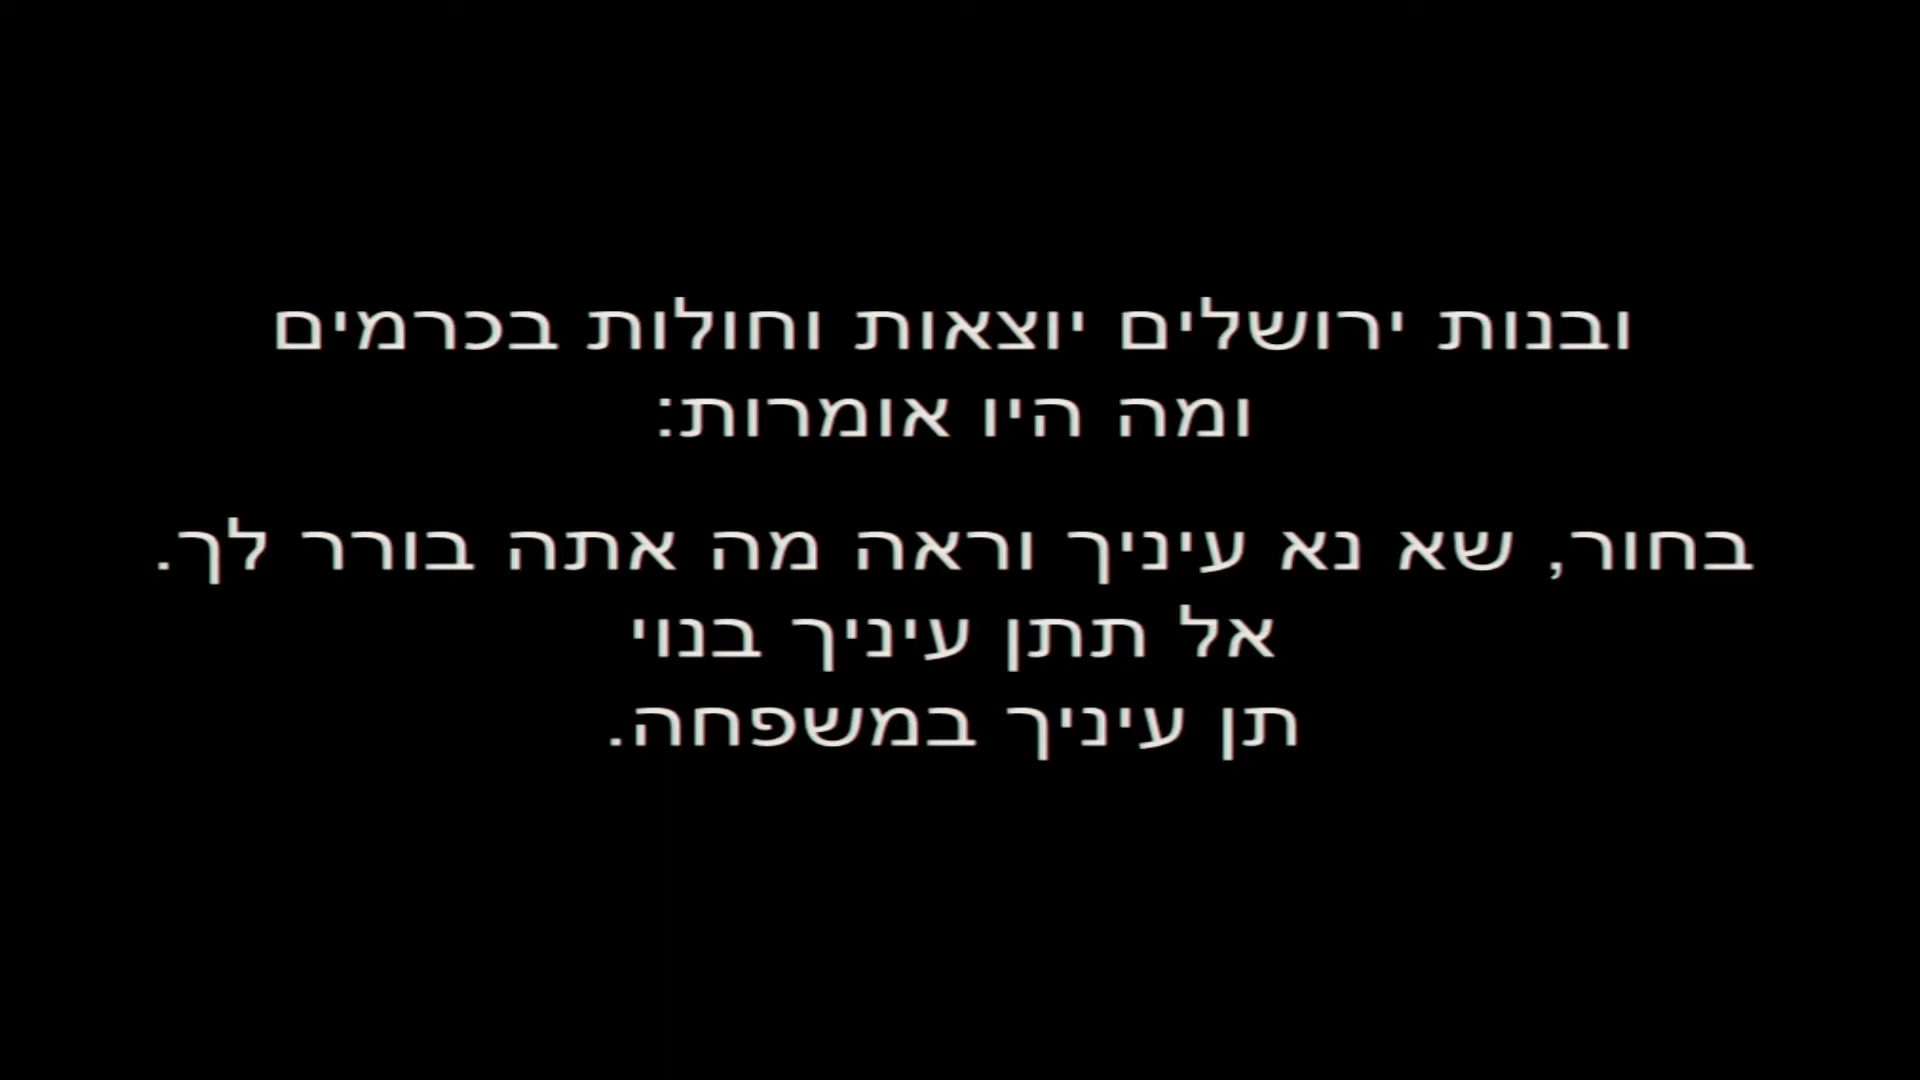 ובנות ירושלים יוצאות וחולות בכרמים
ומה היו אומרות:
בחור, שא נא עיניך וראה מה אתה בורר לך.
אל תתן עיניך בנוי
תן עיניך במשפחה.